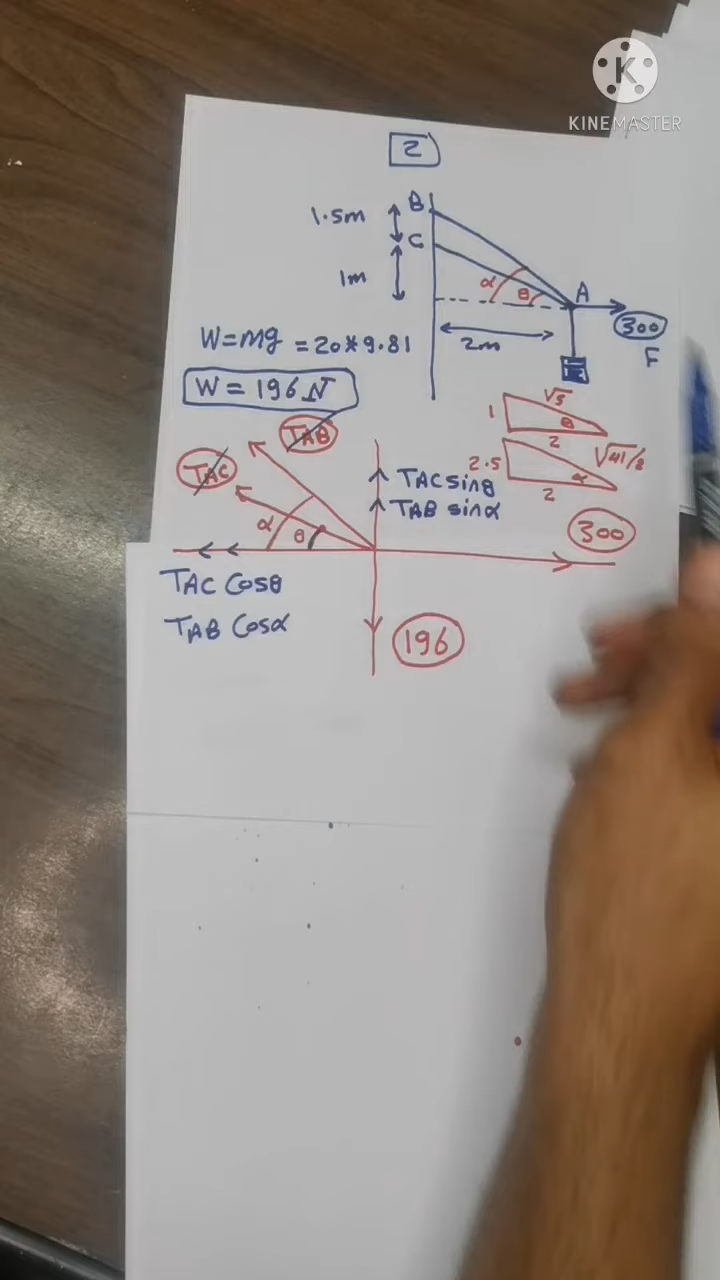 K
KINEMASTER
2
B
1.5m
C
1m
α
θ
A
300
F
2m
W=mg = 20*9.81
W = 196 N
1
√5
θ
2
2.5
√41/2
α
2
TAB
TAC
TAC sinθ
TAB sinα
α
θ
300
TAC Cosθ
TAB Cosα
196